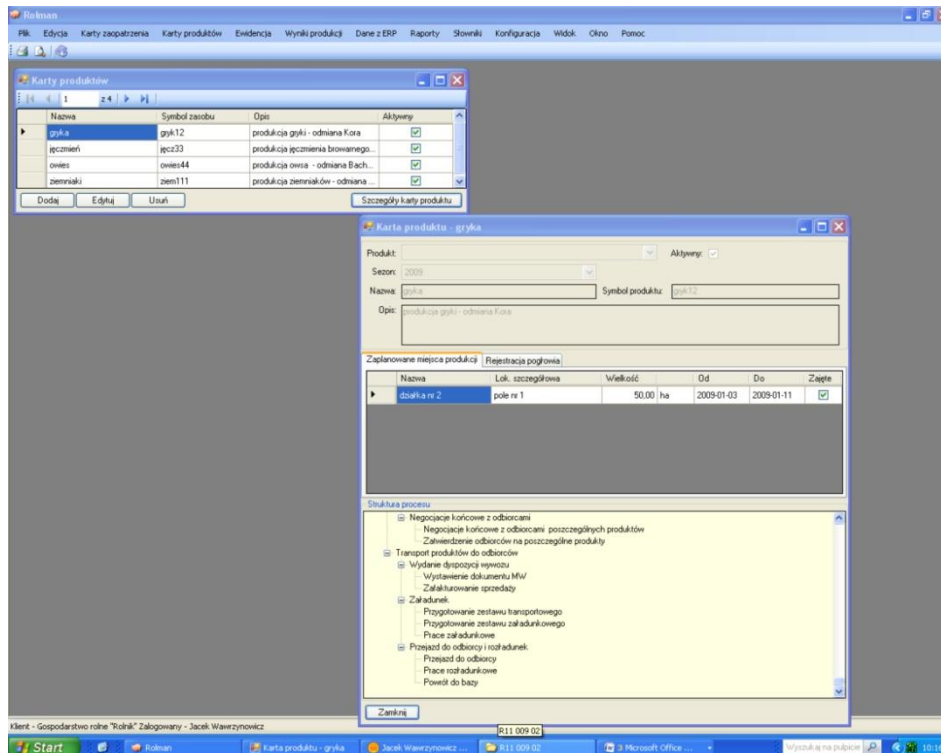 Rolman
Plik Edycja Karty zaopatrzenia Karty produktów Ewidencja Wyniki produkcji Dane z ERP Raporty Słowniki Konfiguracja Widok Okno Pomoc
Karty produktów
1 z 4
Nazwa Symbol zasobu Opis Aktywny
gryka gryk12 produkcja gryki - odmiana Kora
jęczmień jęcz33 produkcja jęczmienia browarnego...
owies owies44 produkcja owsa - odmiana Bach...
ziemniaki ziem111 produkcja ziemniaków - odmiana ...
Dodaj Edytuj Usuń Szczegóły karty produktu
Karta produktu - gryka
Produkt: Aktywny:
Sezon: 2009
Nazwa: gryka Symbol produktu: gryk12
Opis: produkcja gryki - odmiana Kora
Zaplanowane miejsca produkcji Rejestracja pogłowia
Nazwa Lok. szczegółowa Wielkość Od Do Zajęte
działka nr 2 pole nr 1 50,00 ha 2009-01-03 2009-01-11
Struktura procesu
Negocjacje końcowe z odbiorcami
Negocjacje końcowe z odbiorcami poszczególnych produktów
Zatwierdzenie odbiorców na poszczególne produkty
Transport produktów do odbiorców
Wydanie dyspozycji wywozu
Wystawienie dokumentu MW
Zafakturowanie sprzedaży
Załadunek
Przygotowanie zestawu transportowego
Przygotowanie zestawu załadunkowego
Prace załadunkowe
Przejazd do odbiorcy i rozładunek
Przejazd do odbiorcy
Prace rozładunkowe
Powrót do bazy
Zamknij
Klient - Gospodarstwo rolne "Rolnik" Zalogowany - Jacek Wawrzynowicz
R11 009 02
Start Rolman Karta produktu - gryka Jacek Wawrzynowicz ... R11 009 02 3 Microsoft Office ... Wyszukaj na pulpicie